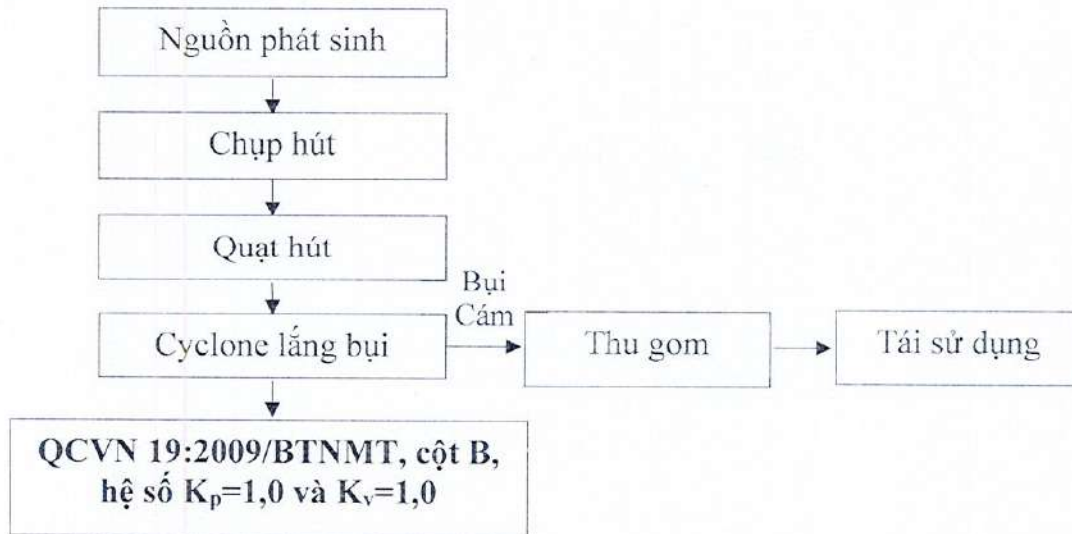 Nguồn phát sinh
Chụp hút
Quạt hút
Cyclone lắng bụi
Bụi
Cám
Thu gom
Tái sử dụng
QCVN 19:2009/BTNMT, cột B,
hệ số Kp=1,0 và Kv=1,0